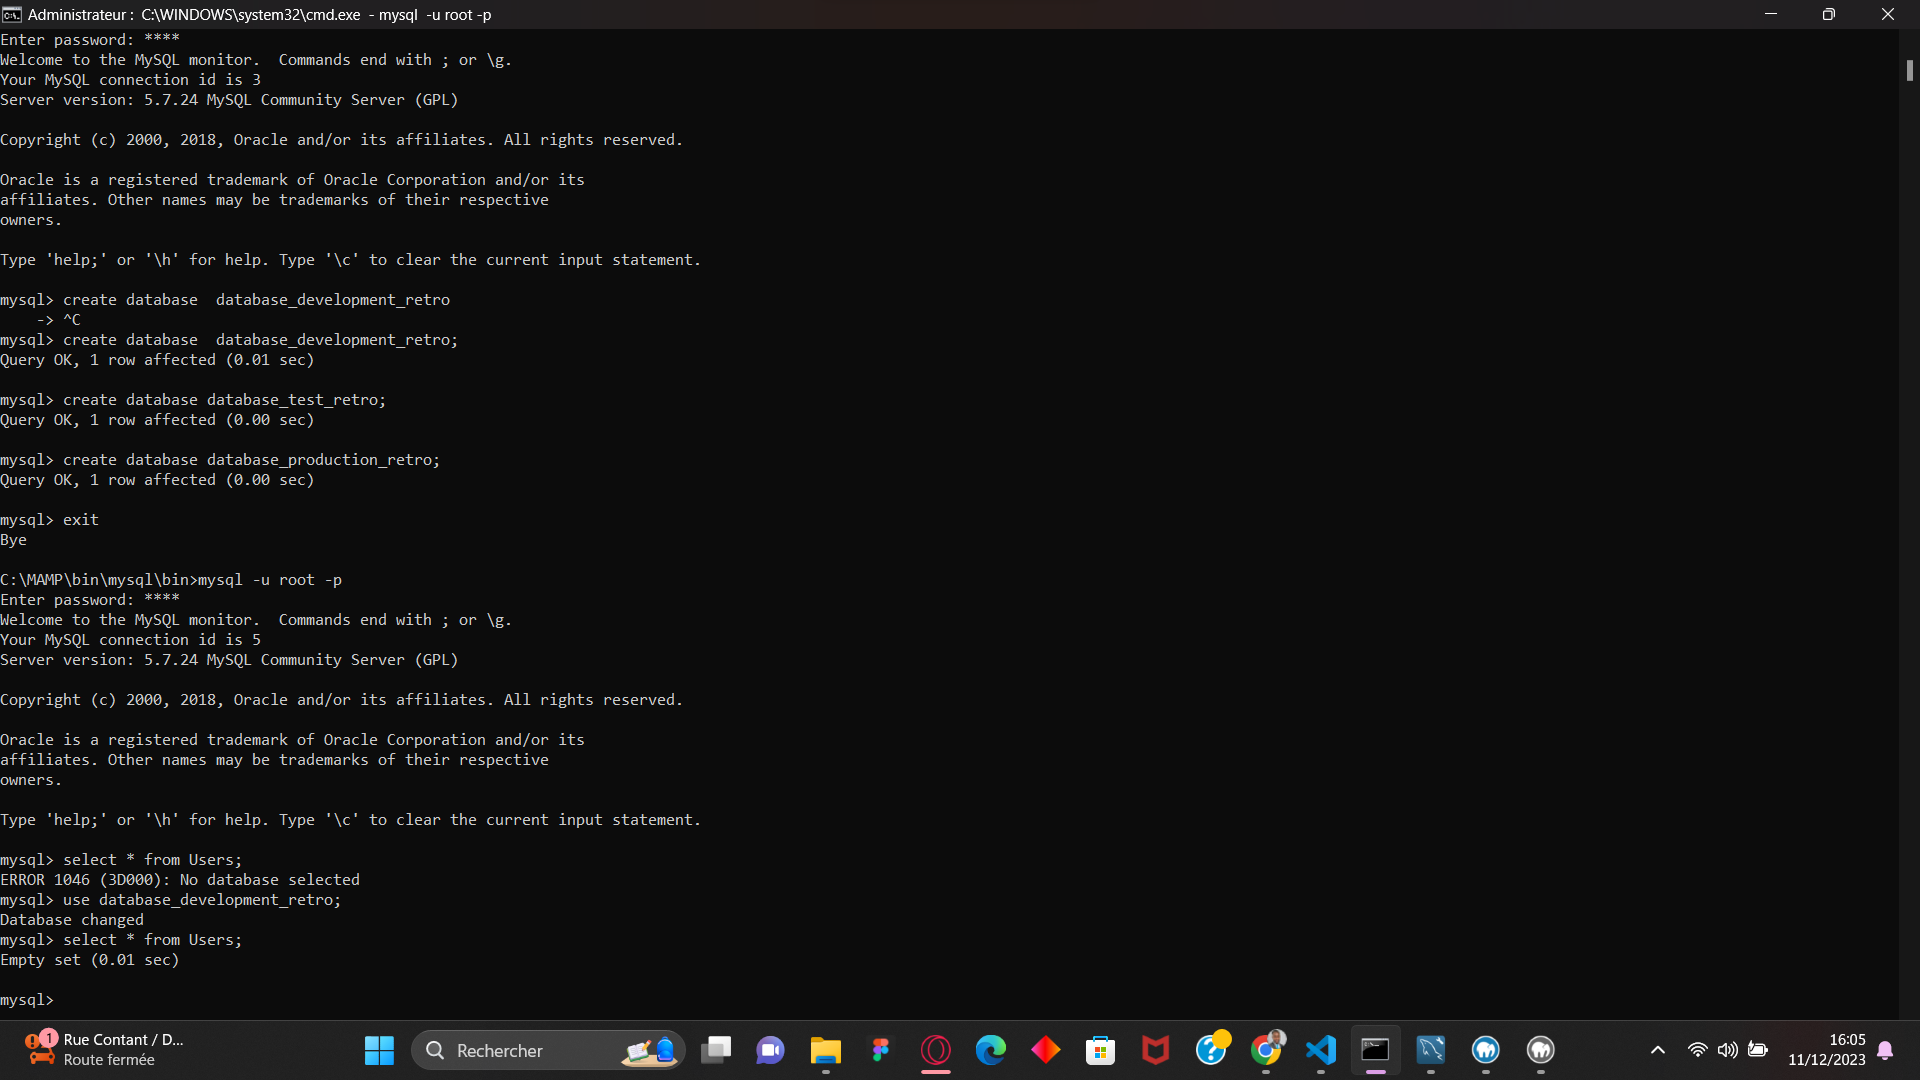 Administrateur : C:\WINDOWS\system32\cmd.exe - mysql -u root -p
Enter password: ****
Welcome to the MySQL monitor.  Commands end with ; or \g.
Your MySQL connection id is 3
Server version: 5.7.24 MySQL Community Server (GPL)
Copyright (c) 2000, 2018, Oracle and/or its affiliates. All rights reserved.
Oracle is a registered trademark of Oracle Corporation and/or its
affiliates. Other names may be trademarks of their respective
owners.
Type 'help;' or '\h' for help. Type '\c' to clear the current input statement.
mysql> create database  database_development_retro
    -> ^C
mysql> create database  database_development_retro;
Query OK, 1 row affected (0.01 sec)
mysql> create database database_test_retro;
Query OK, 1 row affected (0.00 sec)
mysql> create database database_production_retro;
Query OK, 1 row affected (0.00 sec)
mysql> exit
Bye
C:\MAMP\bin\mysql\bin>mysql -u root -p
Enter password: ****
Welcome to the MySQL monitor.  Commands end with ; or \g.
Your MySQL connection id is 5
Server version: 5.7.24 MySQL Community Server (GPL)
Copyright (c) 2000, 2018, Oracle and/or its affiliates. All rights reserved.
Oracle is a registered trademark of Oracle Corporation and/or its
affiliates. Other names may be trademarks of their respective
owners.
Type 'help;' or '\h' for help. Type '\c' to clear the current input statement.
mysql> select * from Users;
ERROR 1046 (3D000): No database selected
mysql> use database_development_retro;
Database changed
mysql> select * from Users;
Empty set (0.01 sec)
mysql>
1
Rue Contant / D...
Route fermée
Rechercher
16:05
11/12/2023